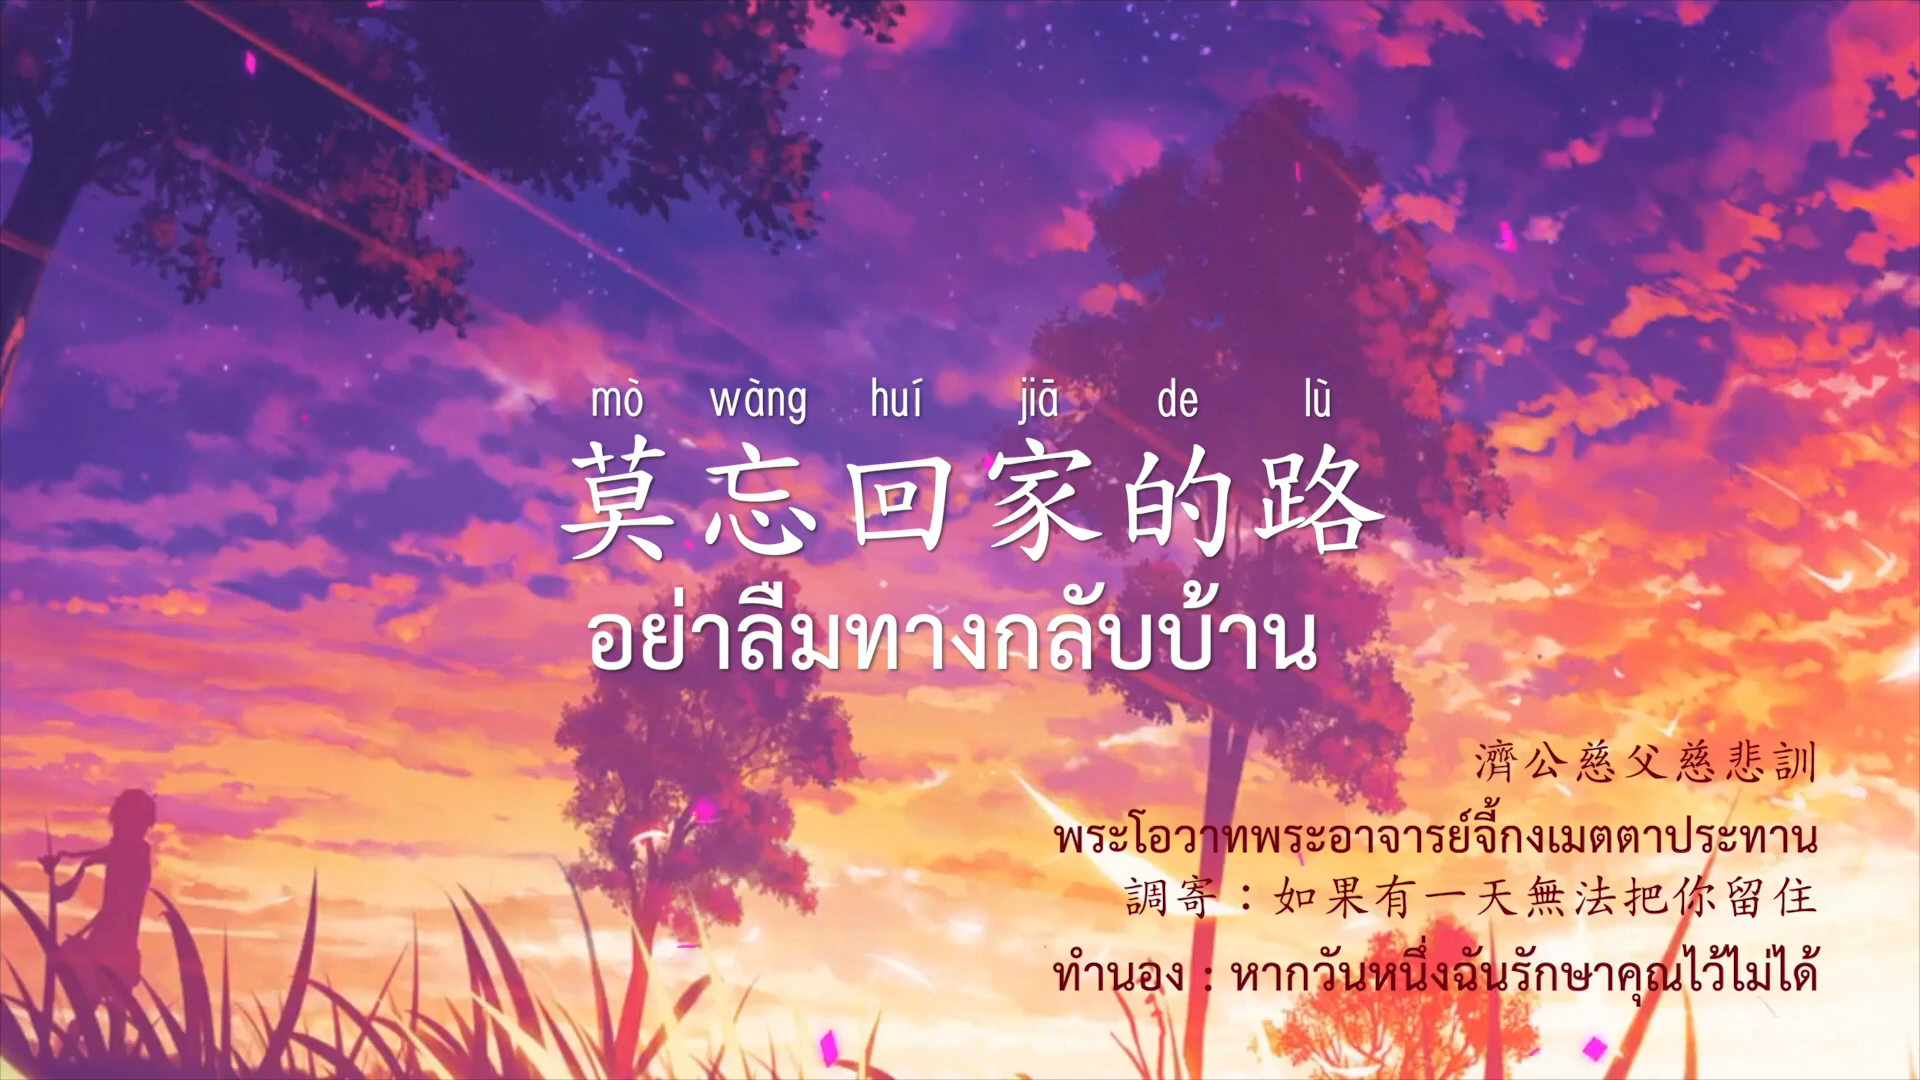 mò wàng huí jiā de lù
莫忘回家的路
อย่าลืมทางกลับบ้าน
濟公慈父慈悲訓
พระโอวาทพระอาจารย์จี้กงเมตตาประทาน
調寄：如果有一天無法把你留住
ทำนอง : หากวันหนึ่งฉันรักษาคุณไว้ไม่ได้